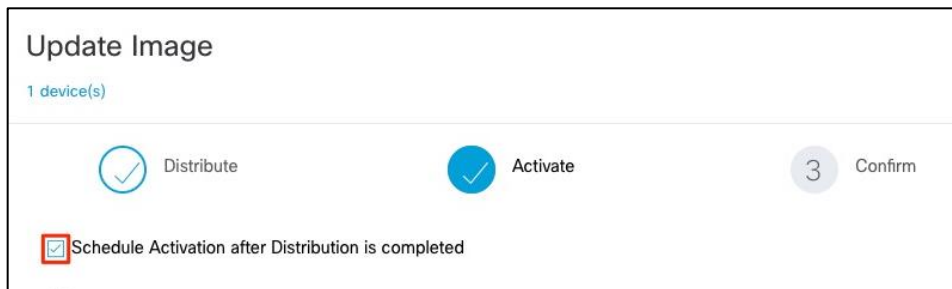 Update Image
1 device(s)
Distribute
Activate
3 Confirm
Schedule Activation after Distribution is completed